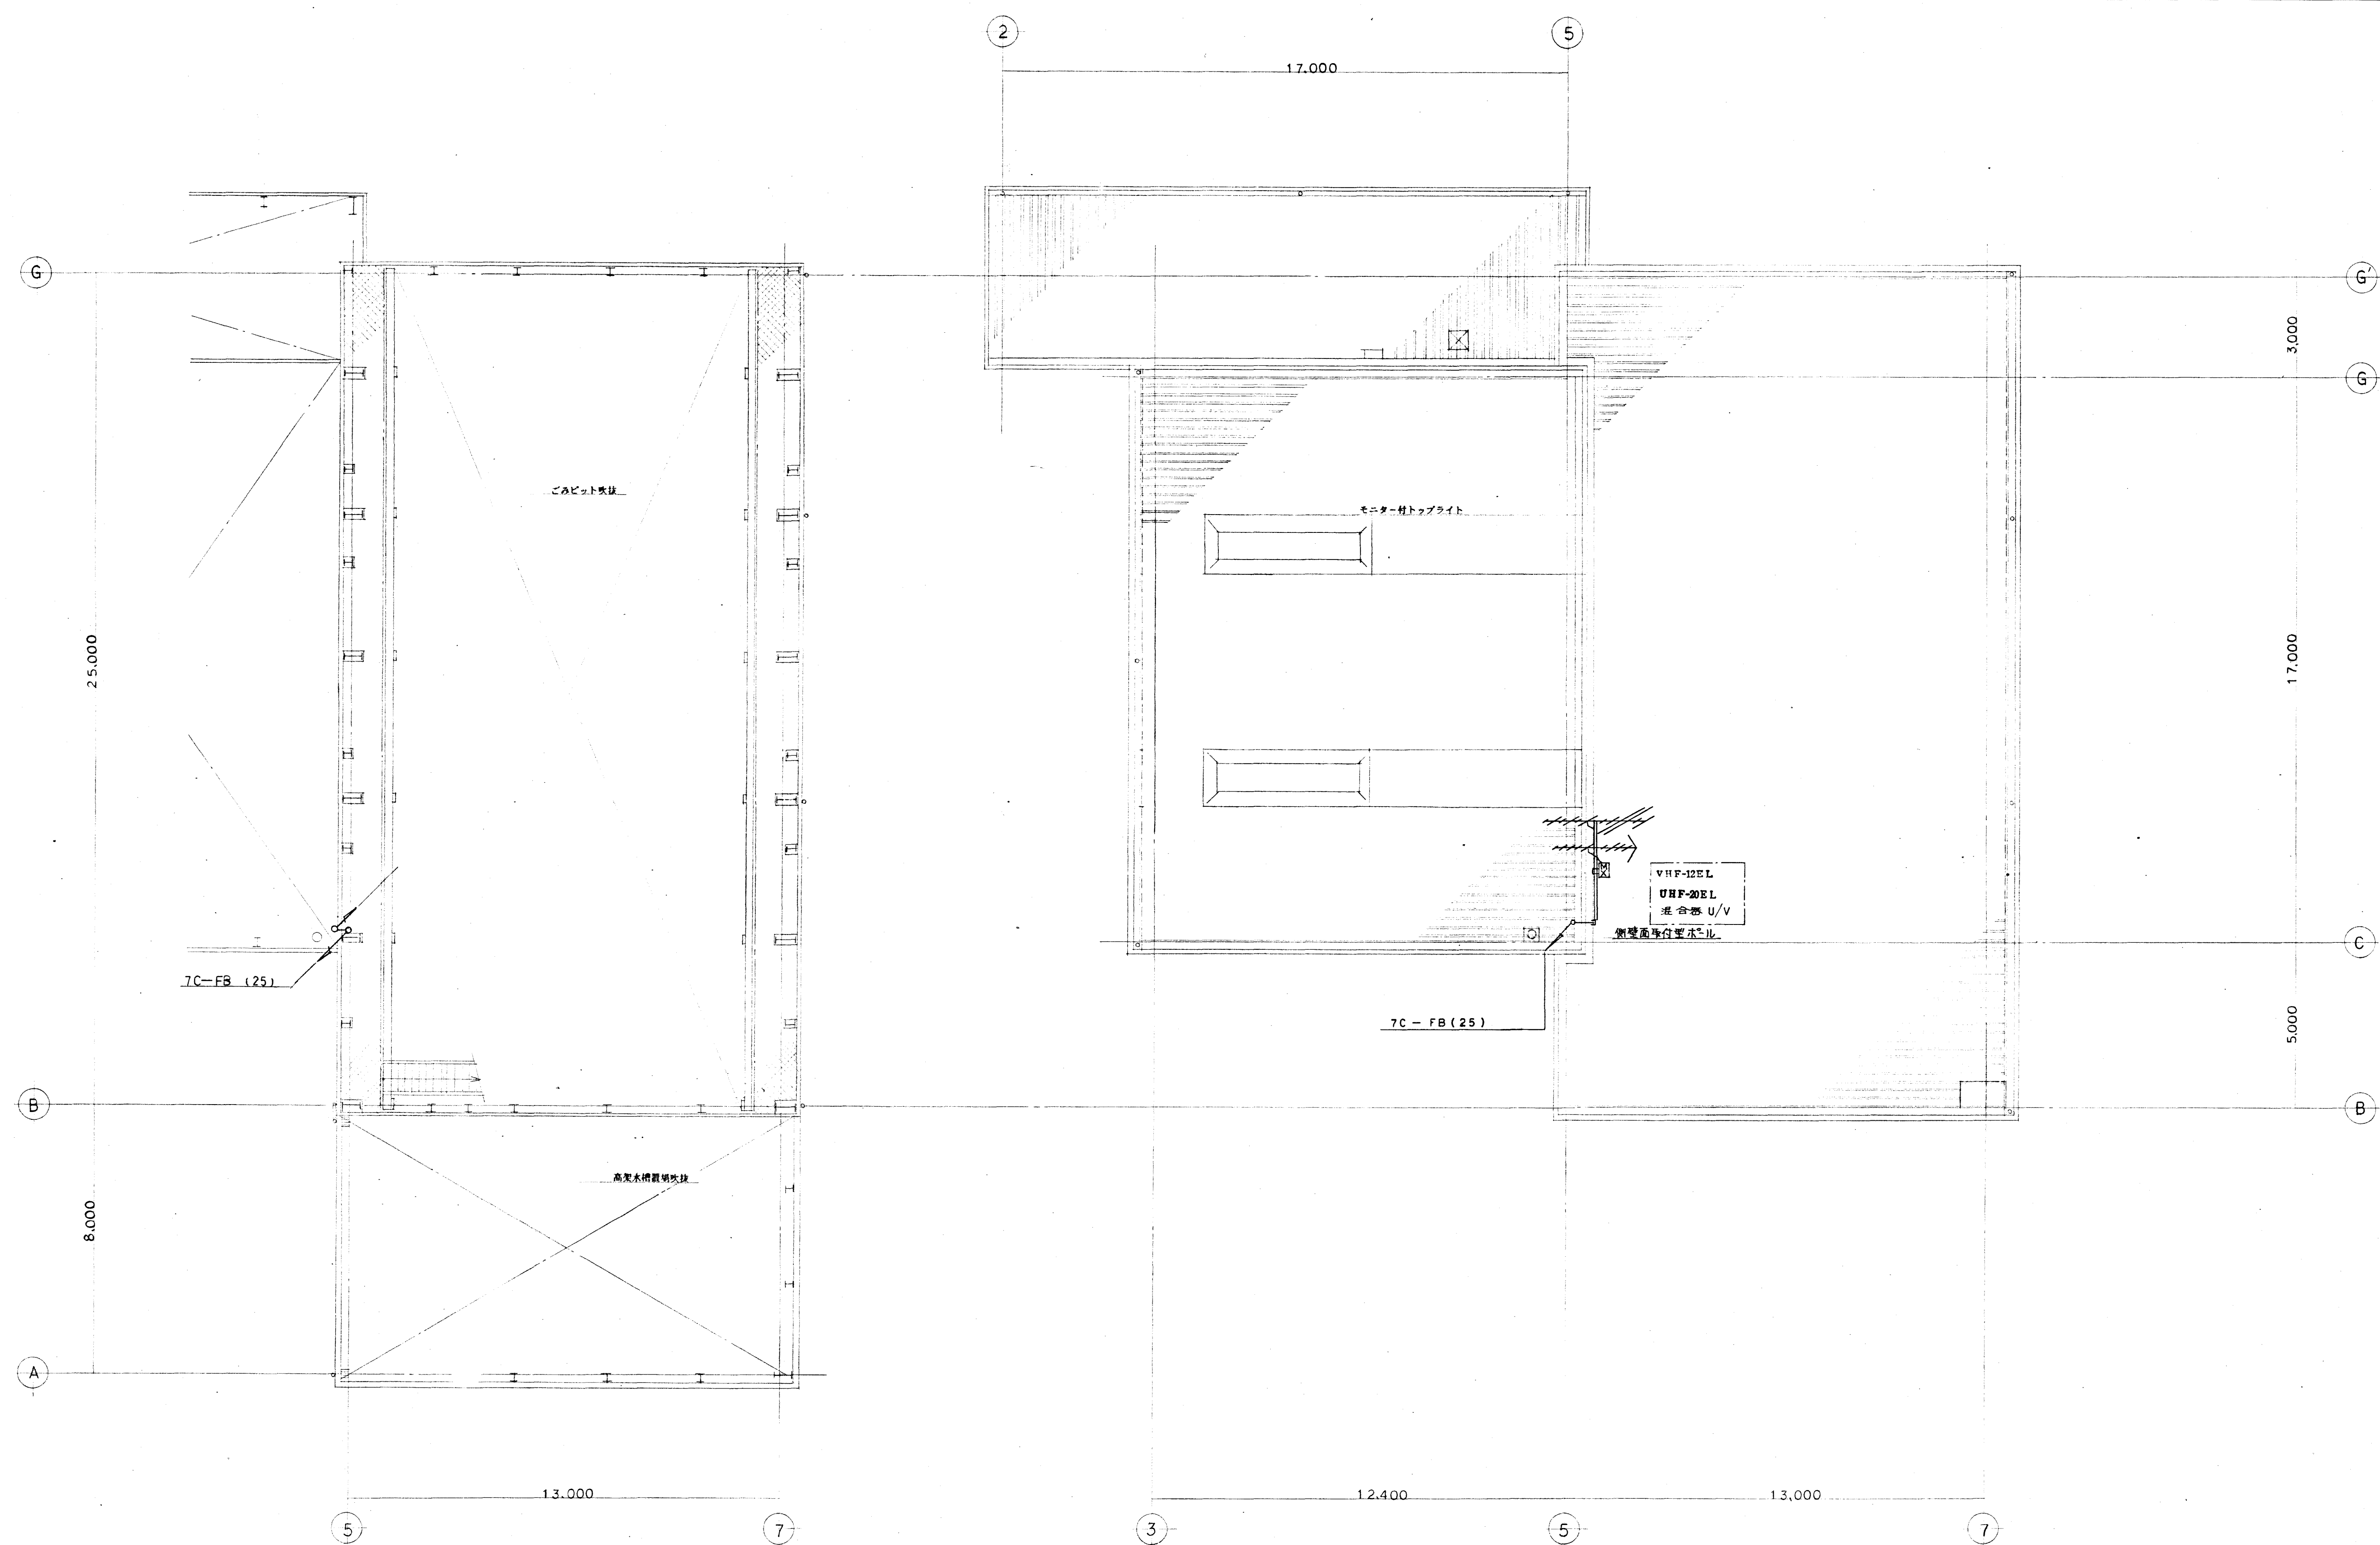 2
5
17.000
G
G'
3,000
G
ごみピット吹抜
モニター付トップライト
25.000
17.000
VHF-12EL
UHF-20EL
混合器 U/V
側壁面取付型ポール
C
7C-FB (25)
7C-FB(25)
5.000
B
B
高架水槽置場吹抜
8.000
A
13.000
12.400
13,000
5
7
3
5
7